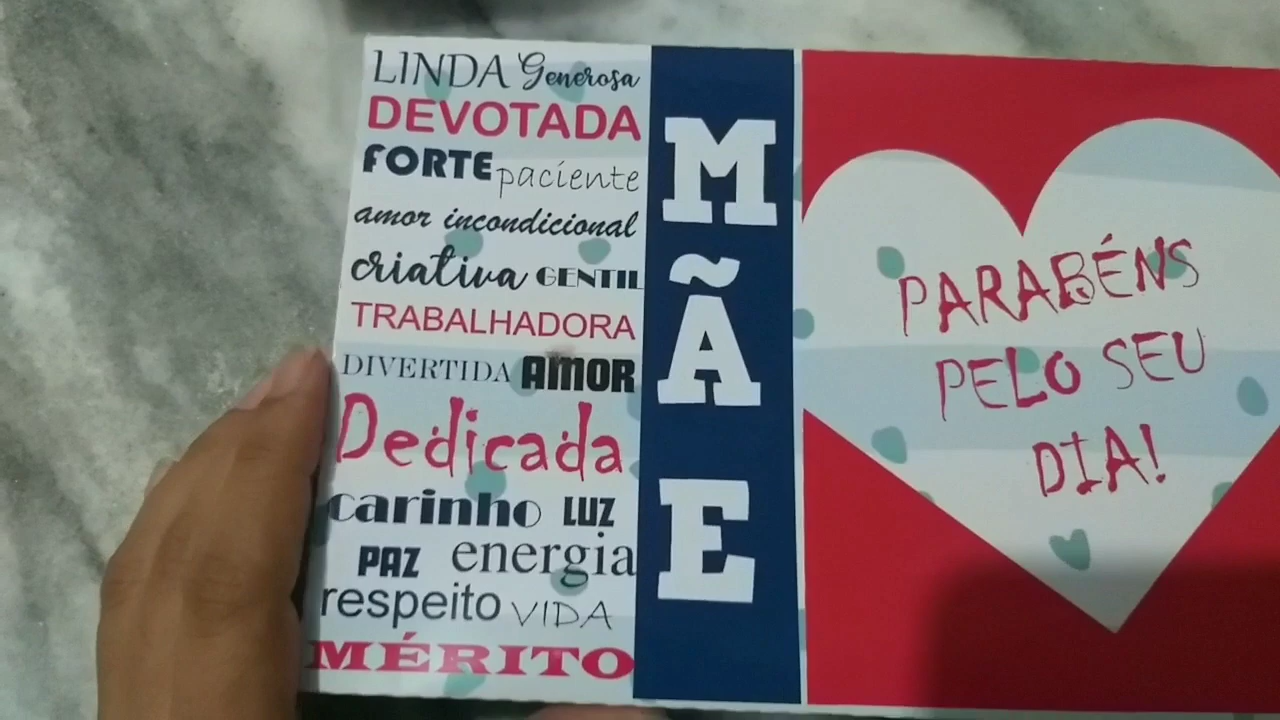 LINDA Generosa
DEVOTADA
FORTE paciente
amor incondicional
criativa GENTIL
TRABALHADORA
DIVERTIDA AMOR
Dedicada
carinho LUZ
PAZ energia
respeito VIDA
MÉRITO
MÃE
PARABÉNS
PELO SEU
DIA!